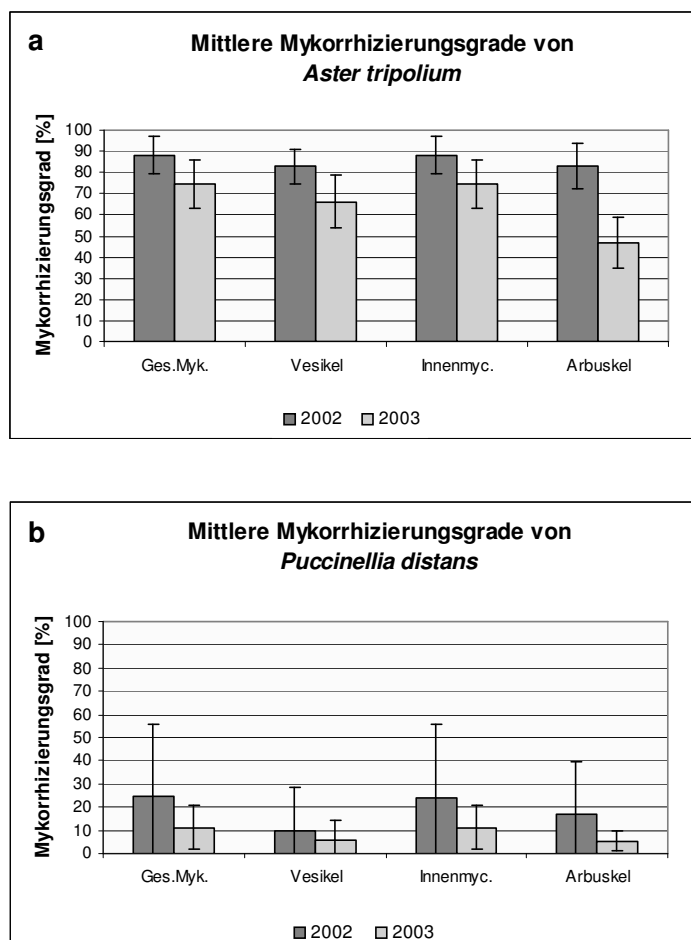 a
Mittlere Mykorrhizierungsgrade von
Aster tripolium
Mykorrhizierungsgrad [%]
100
90
80
70
60
50
40
30
20
10
0
Ges.Myk. Vesikel Innenmyc. Arbuskel
2002 2003
b
Mittlere Mykorrhizierungsgrade von
Puccinellia distans
Mykorrhizierungsgrad [%]
100
90
80
70
60
50
40
30
20
10
0
Ges.Myk. Vesikel Innenmyc. Arbuskel
2002 2003